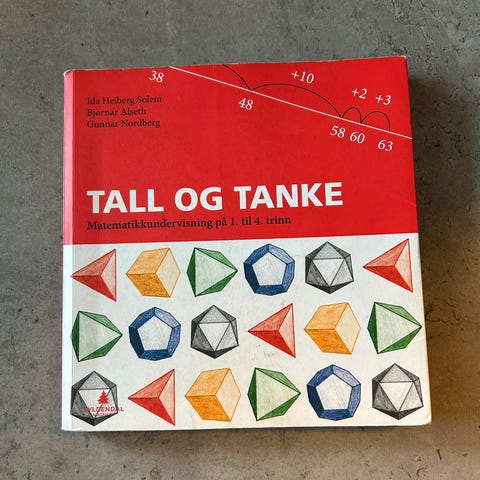 38
+10
48
+2 +3
58 60 63
Ida Heiberg Solem
Bjørnar Alseth
Gunnar Nordberg
TALL OG TANKE
Matematikkundervisning på 1. til 4. trinn
GYLDENDAL